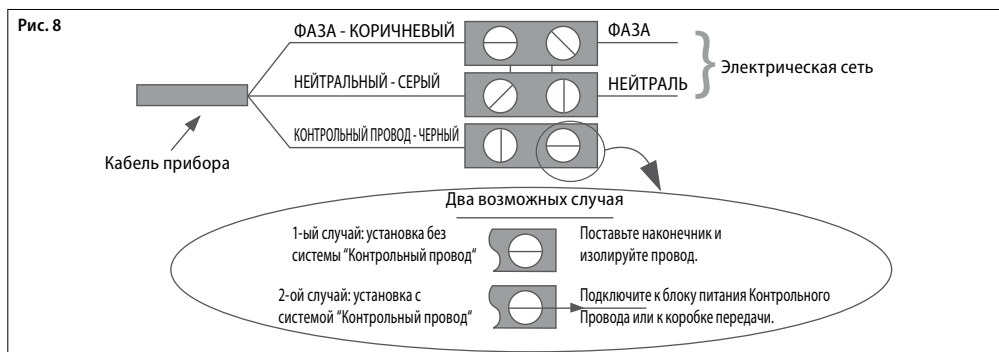 Рис. 8
ФАЗА - КОРИЧНЕВЫЙ
ФАЗА
НЕЙТРАЛЬНЫЙ - СЕРЫЙ
НЕЙТРАЛЬ
Электрическая сеть
КОНТРОЛЬНЫЙ ПРОВОД - ЧЕРНЫЙ
Кабель прибора
Два возможных случая
1-ый случай: установка без
системы “Контрольный провод“
Поставьте наконечник и
изолируйте провод.
2-ой случай: установка с
системой “Контрольный провод“
Подключите к блоку питания Контрольного
Провода или к коробке передачи.